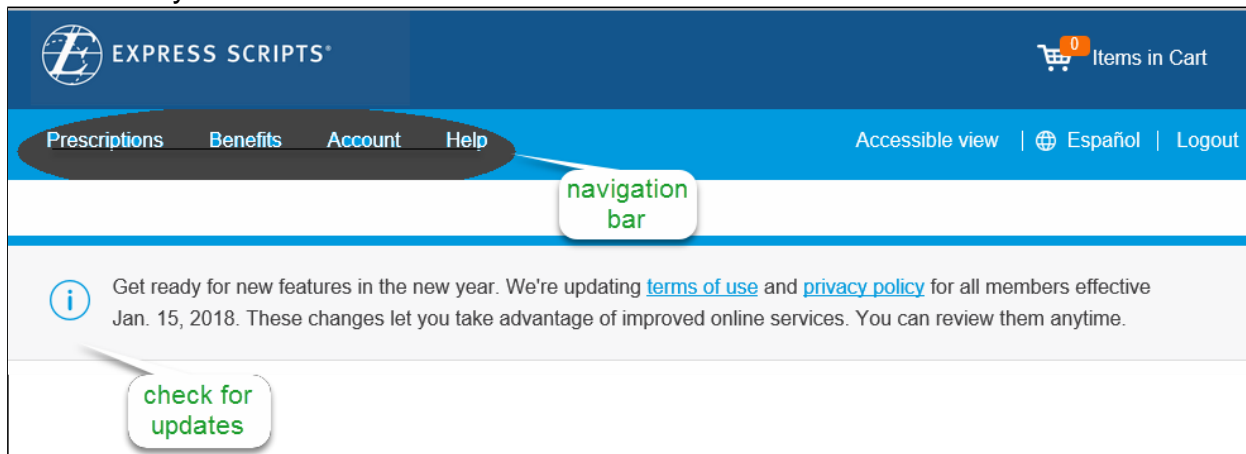 EXPRESS SCRIPTS®
0 Items in Cart
Prescriptions Benefits Account Help Accessible view | Español | Logout
navigation
bar
Get ready for new features in the new year. We're updating terms of use and privacy policy for all members effective
Jan. 15, 2018. These changes let you take advantage of improved online services. You can review them anytime.
check for
updates